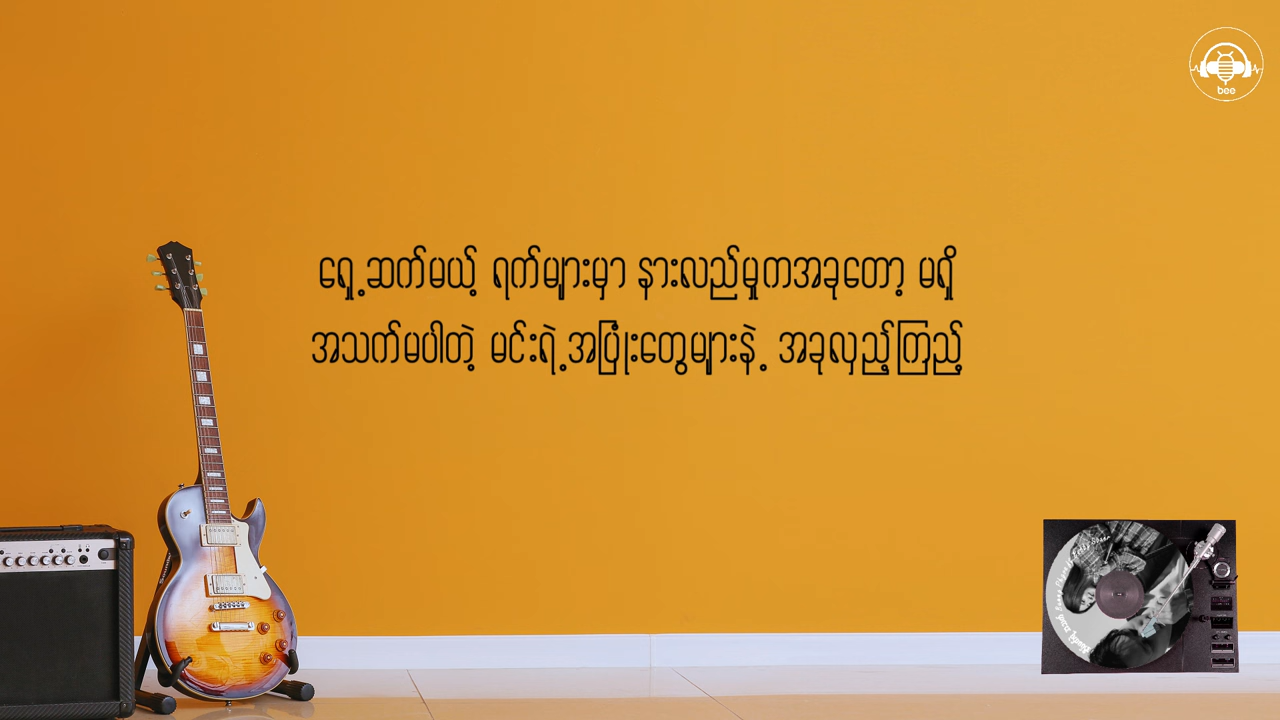 ရှေ့ဆက်မယ့် ရက်များမှာ နားလည်မှုကအခုတော့ မရှိ
အသက်မပါတဲ့ မင်းရဲ့အပြုံးတွေများနဲ့ အခုလှည့်ကြည့်
bee